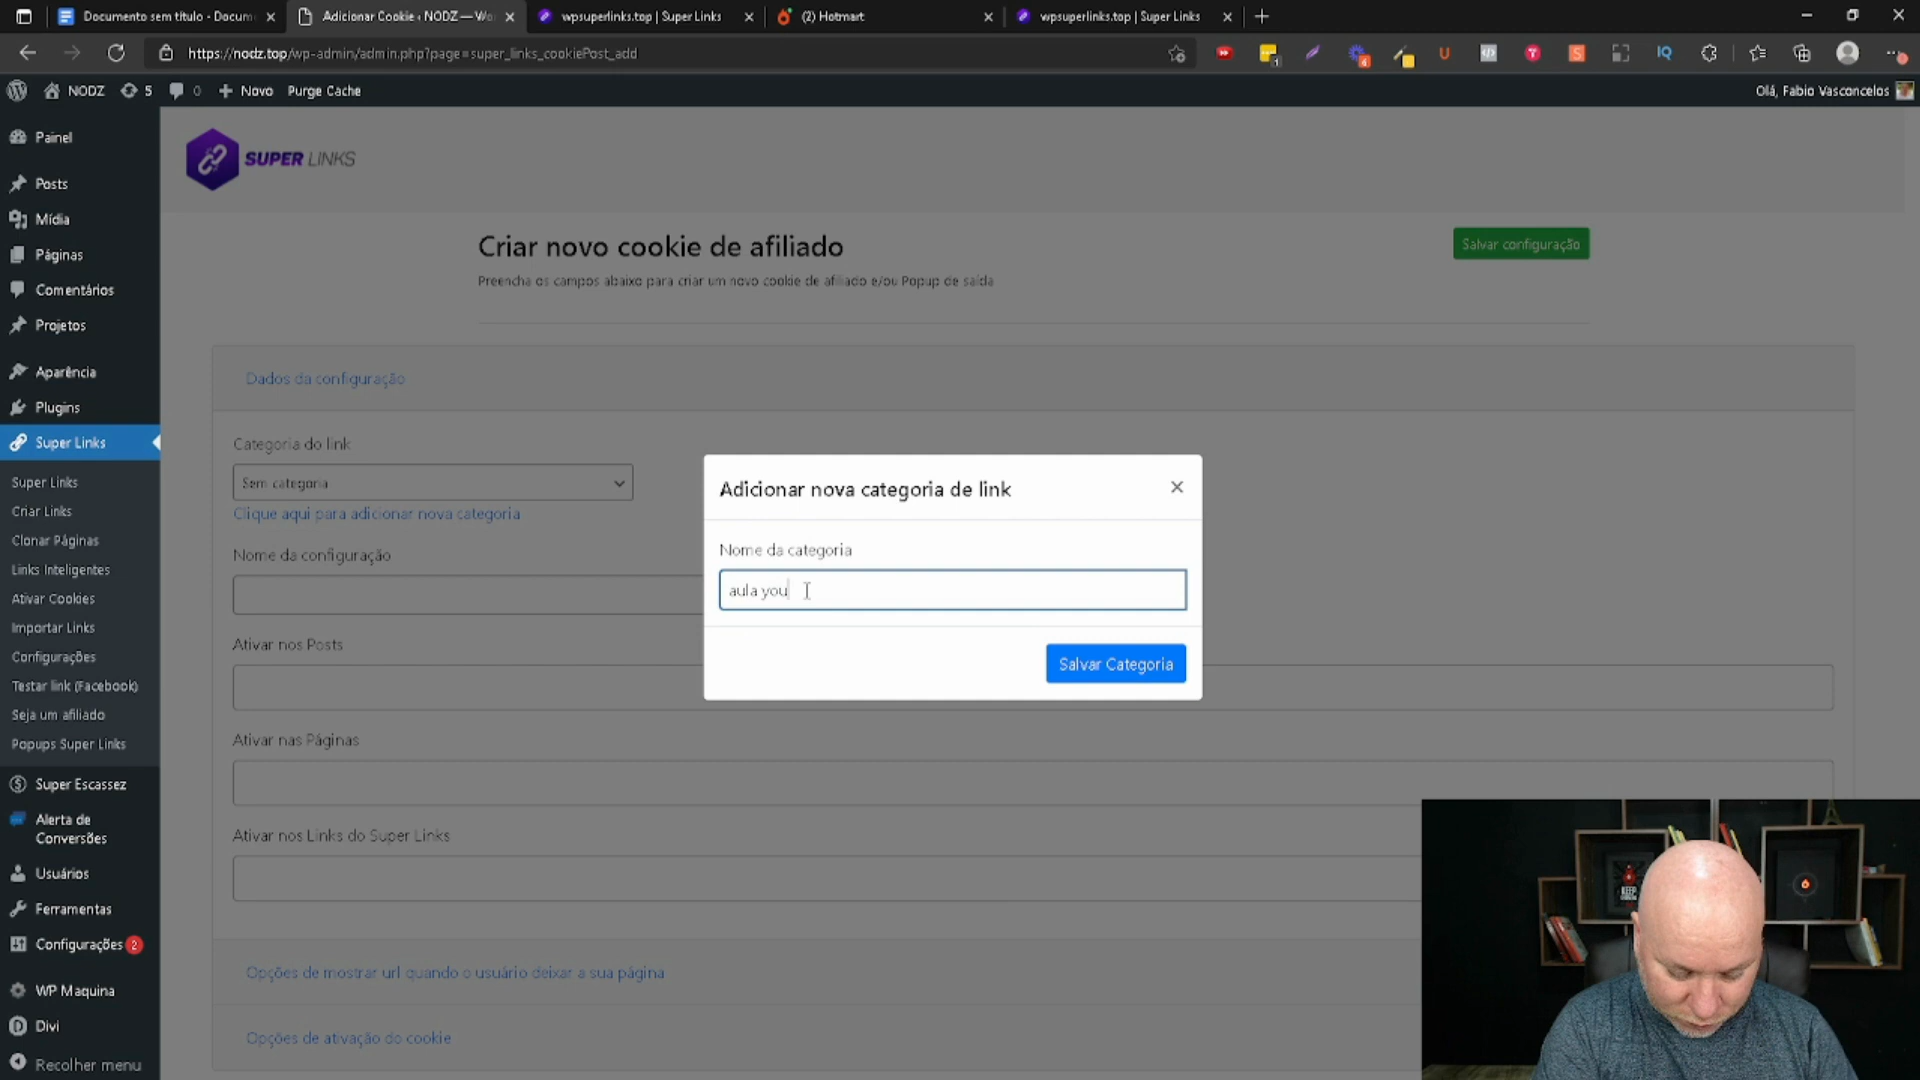 Documento sem título - Docum
Adicionar Cookie ‹ NODZ — Wo
wpsuperlinks.top | Super Links
(2) Hotmart
wpsuperlinks.top | Super Links
https://nodz.top/wp-admin/admin.php?page=super_links_cookiePost_add
NODZ
5
0
Novo
Purge Cache
Olá, Fabio Vasconcelos
Painel
Posts
Mídia
Páginas
Comentários
Projetos
Aparência
Plugins
Super Links
Super Links
Criar Links
Clonar Páginas
Links Inteligentes
Ativar Cookies
Importar Links
Configurações
Testar link (Facebook)
Seja um afiliado
Popups Super Links
Super Escassez
Alerta de
Conversões
Usuários
Ferramentas
Configurações 2
WP Maquina
Divi
Recolher menu
SUPER LINKS
Criar novo cookie de afiliado
Preencha os campos abaixo para criar um novo cookie de afiliado e/ou Popup de saída
Salvar configuração
Dados da configuração
Categoria do link
Sem categoria
Clique aqui para adicionar nova categoria
Nome da configuração
Ativar nos Posts
Ativar nas Páginas
Ativar nos Links do Super Links
Opções de mostrar url quando o usuário deixar a sua página
Opções de ativação do cookie
Adicionar nova categoria de link
×
Nome da categoria
aula you
Salvar Categoria